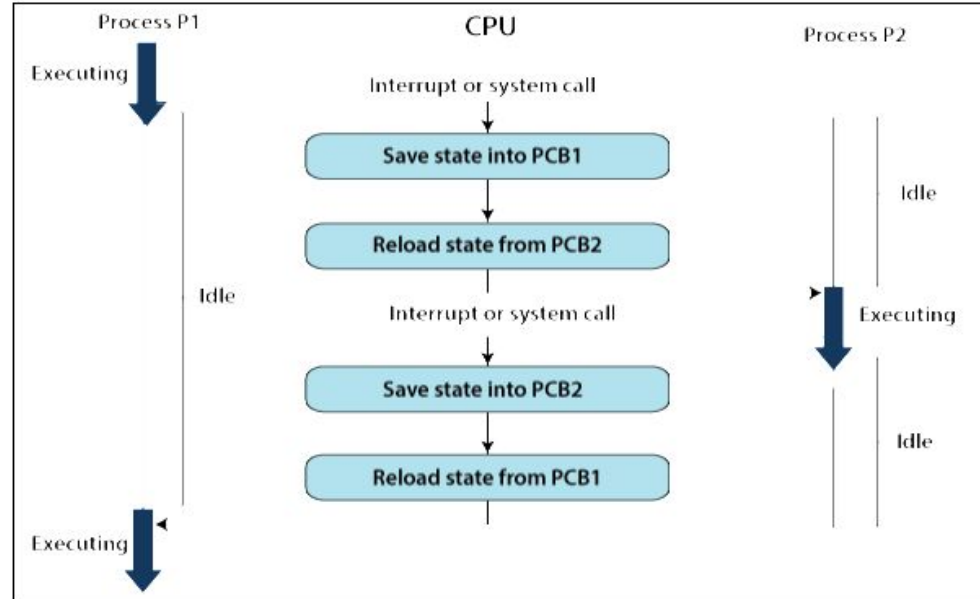 Process P1
CPU
Process P2
Executing
Interrupt or system call
Save state into PCB1
Idle
Reload state from PCB2
Idle
Interrupt or system call
Executing
Save state into PCB2
Idle
Reload state from PCB1
Executing